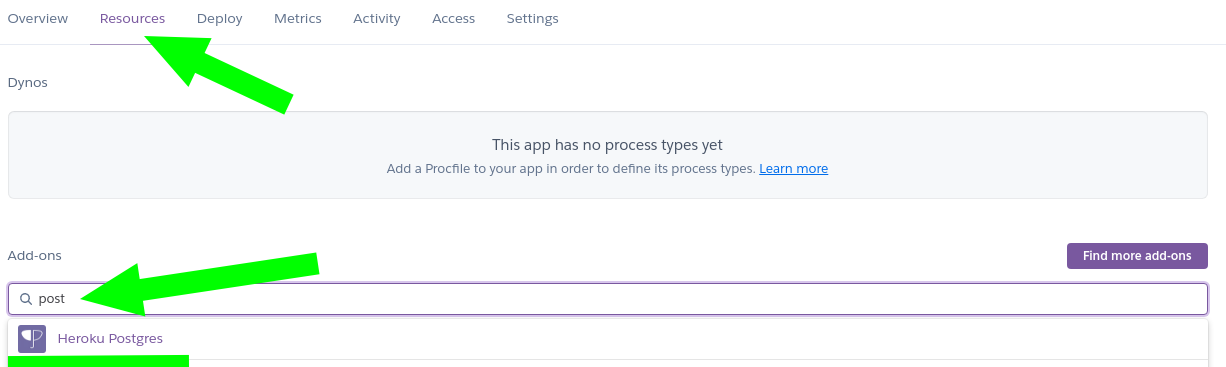 Overview Resources Deploy Metrics Activity Access Settings
Dynos
This app has no process types yet
Add a Procfile to your app in order to define its process types. Learn more
Add-ons
Find more add-ons
post
Heroku Postgres